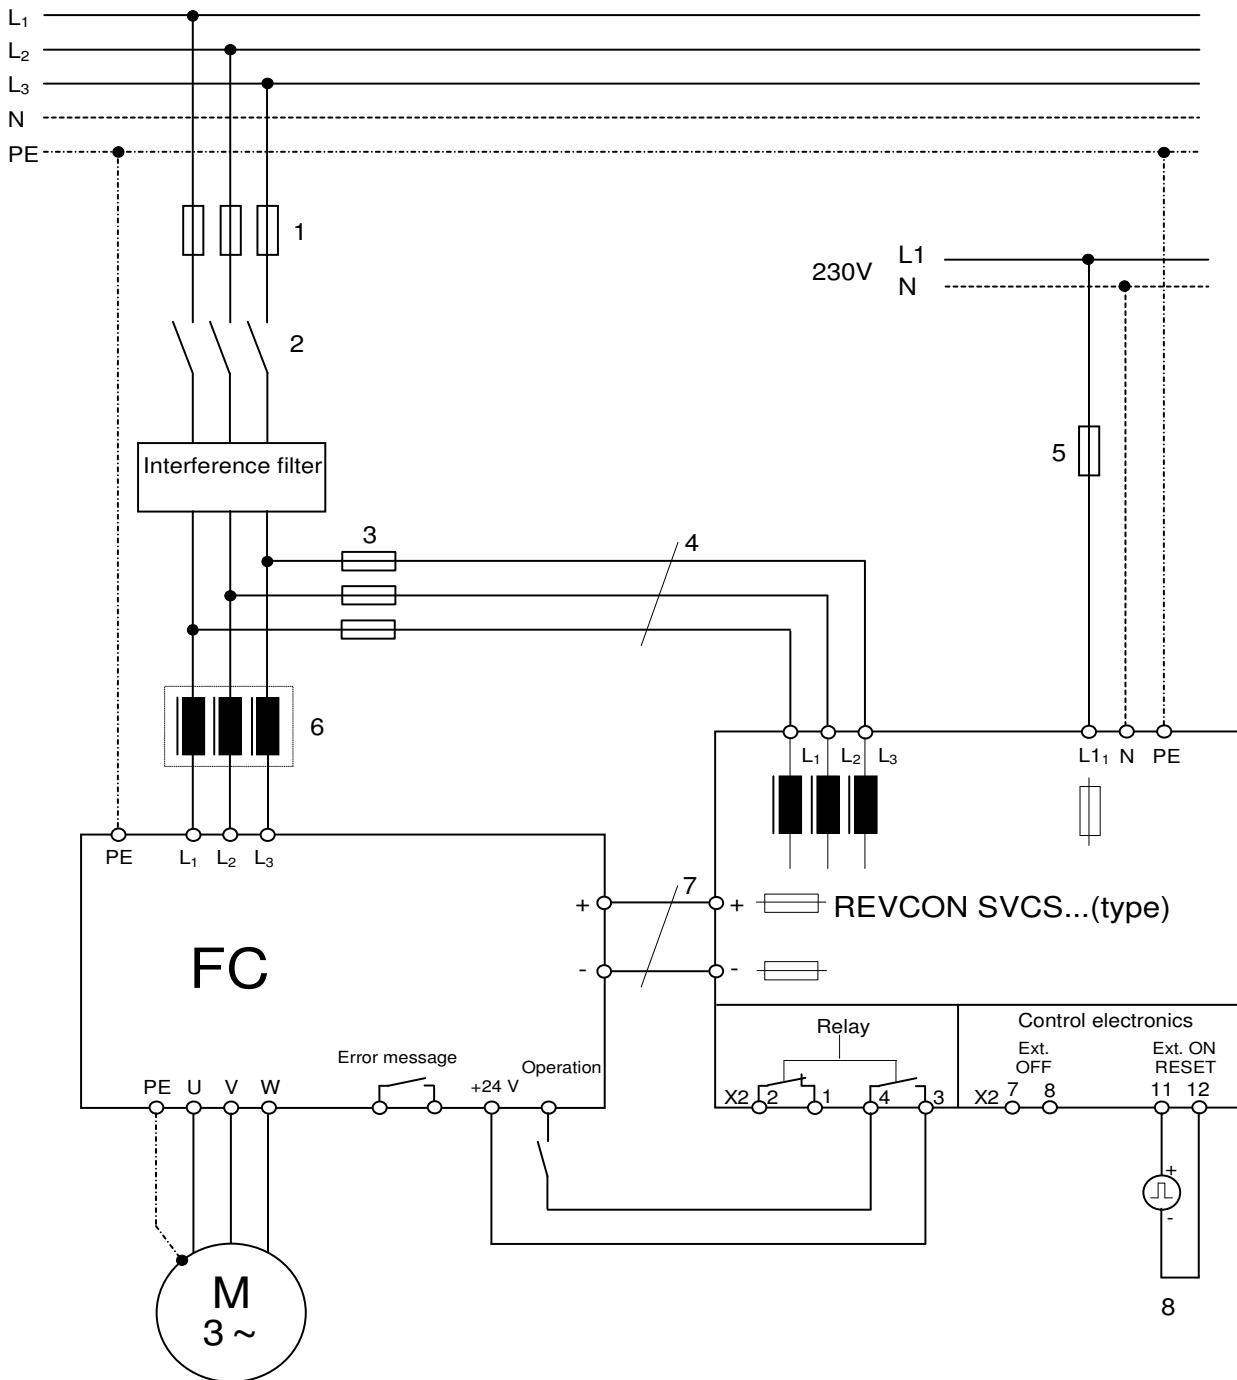 L₁
L₂
L₃
N
PE
1
230V
L1
N
2
5
Interference filter
3
4
6
L₁ L₂ L₃
L1₁ N PE
PE L₁ L₂ L₃
7
+ +
REVCON SVCS...(type)
FC
- -
Relay
Control electronics
Error message
Operation
Ext.
OFF
Ext. ON
RESET
PE U V W
+24 V
X2 2 1 4 3
X2 7 8 11 12
+
-
M
3 ~
8